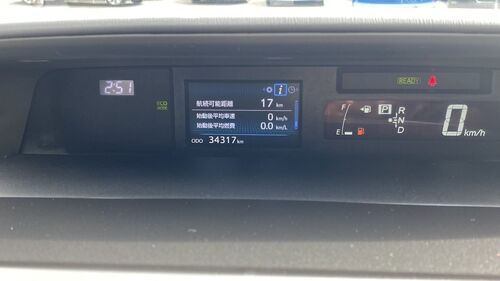 2:51
ECO
MODE
航続可能距離 17 km
始動後平均車速 0 km/h
始動後平均燃費 0.0 km/L
ODO 34317 km
READY
F
E
P
R
N
D
0 km/h